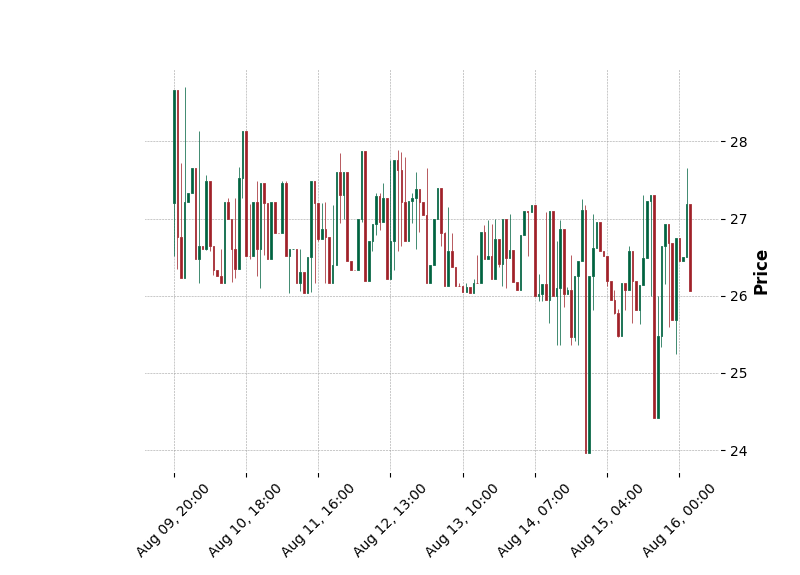 28
27
26
25
24
Price
Aug 09, 20:00
Aug 10, 18:00
Aug 11, 16:00
Aug 12, 13:00
Aug 13, 10:00
Aug 14, 07:00
Aug 15, 04:00
Aug 16, 00:00